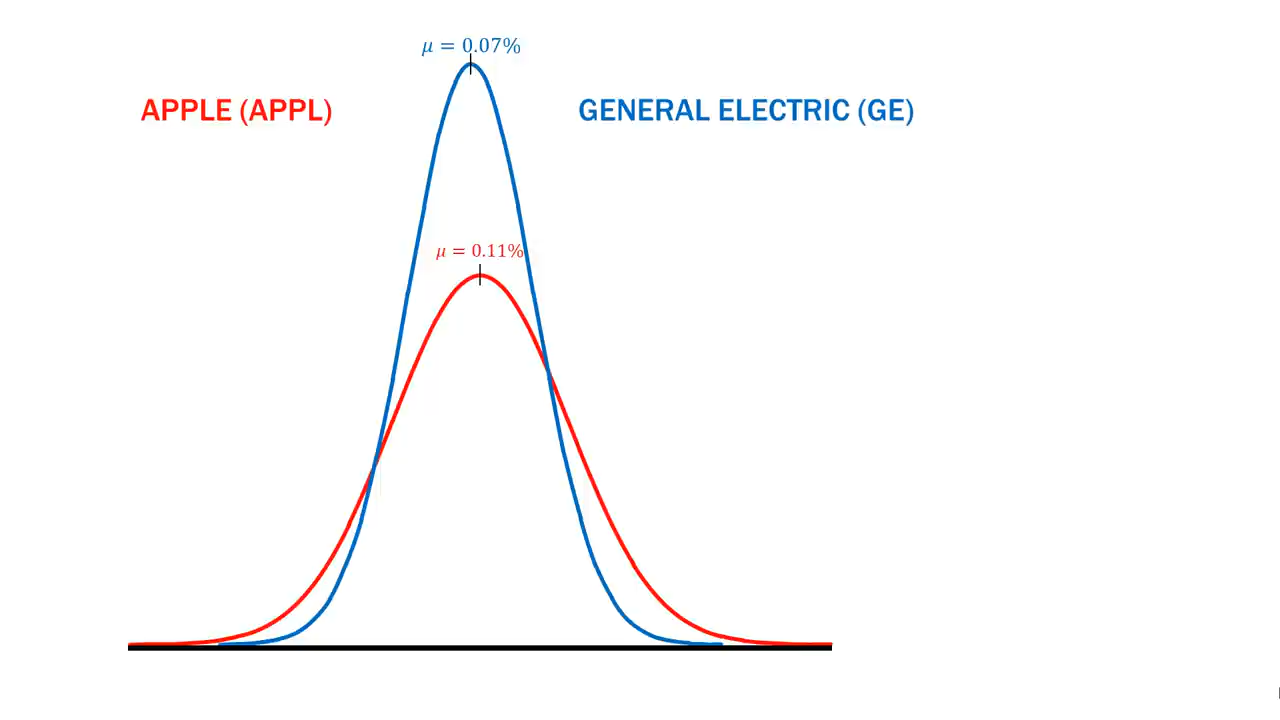 μ = 0.07%
APPLE (APPL)
GENERAL ELECTRIC (GE)
μ = 0.11%